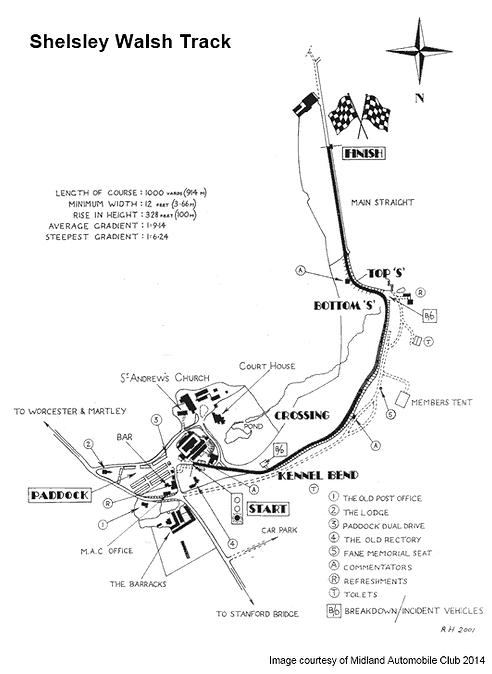 Shelsley Walsh Track
N
FINISH
LENGTH OF COURSE : 1000 YARDS (914 M)
MINIMUM WIDTH : 12 FEET (3·66 M)
RISE IN HEIGHT : 328 FEET (100 M)
AVERAGE GRADIENT : 1·9·14
STEEPEST GRADIENT : 1·6·24
MAIN STRAIGHT
A
TOP 'S'
R
BOTTOM 'S'
B/D
T
COURT HOUSE
ST ANDREW'S CHURCH
MEMBERS TENT
TO WORCESTER & MARTLEY
CROSSING
3
5
POND
A
BAR
2
B/D
KENNEL BEND
PADDOCK
R
A
T
START
1
4
M.A.C OFFICE
CAR PARK
THE BARRACKS
TO STANFORD BRIDGE
1 THE OLD POST OFFICE
2 THE LODGE
3 PADDOCK DUAL DRIVE
4 THE OLD RECTORY
5 FANE MEMORIAL SEAT
A COMMENTATORS
R REFRESHMENTS
T TOILETS
B/D BREAKDOWN/INCIDENT VEHICLES
RH 2001
Image courtesy of Midland Automobile Club 2014